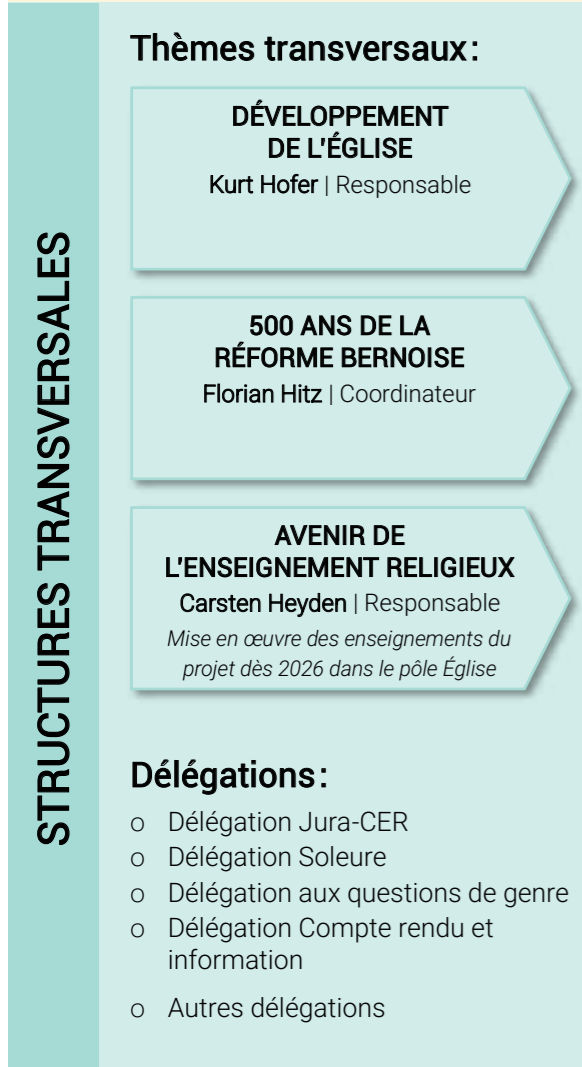 STRUCTURES TRANSVERSALES
Thèmes transversaux:
DÉVELOPPEMENT
DE L'ÉGLISE
Kurt Hofer | Responsable
500 ANS DE LA
RÉFORME BERNOISE
Florian Hitz | Coordinateur
AVENIR DE
L'ENSEIGNEMENT RELIGIEUX
Carsten Heyden | Responsable
Mise en œuvre des enseignements du
projet dès 2026 dans le pôle Église
Délégations:
o Délégation Jura-CER
o Délégation Soleure
o Délégation aux questions de genre
o Délégation Compte rendu et
information
o Autres délégations